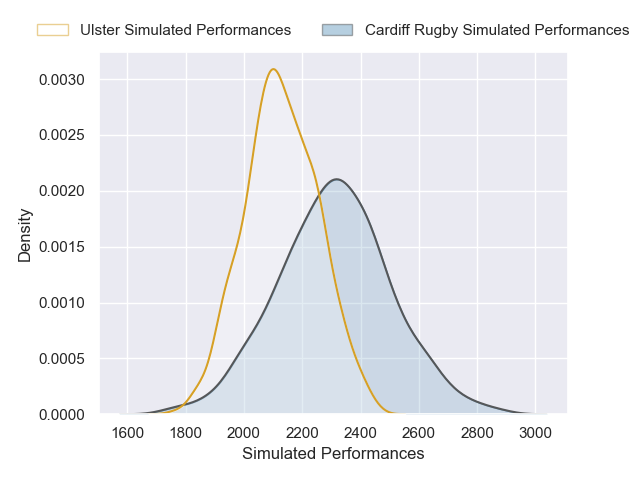 Ulster Simulated Performances
Cardiff Rugby Simulated Performances
0.0030
0.0025
0.0020
0.0015
0.0010
0.0005
0.0000
Density
1600 1800 2000 2200 2400 2600 2800 3000
Simulated Performances